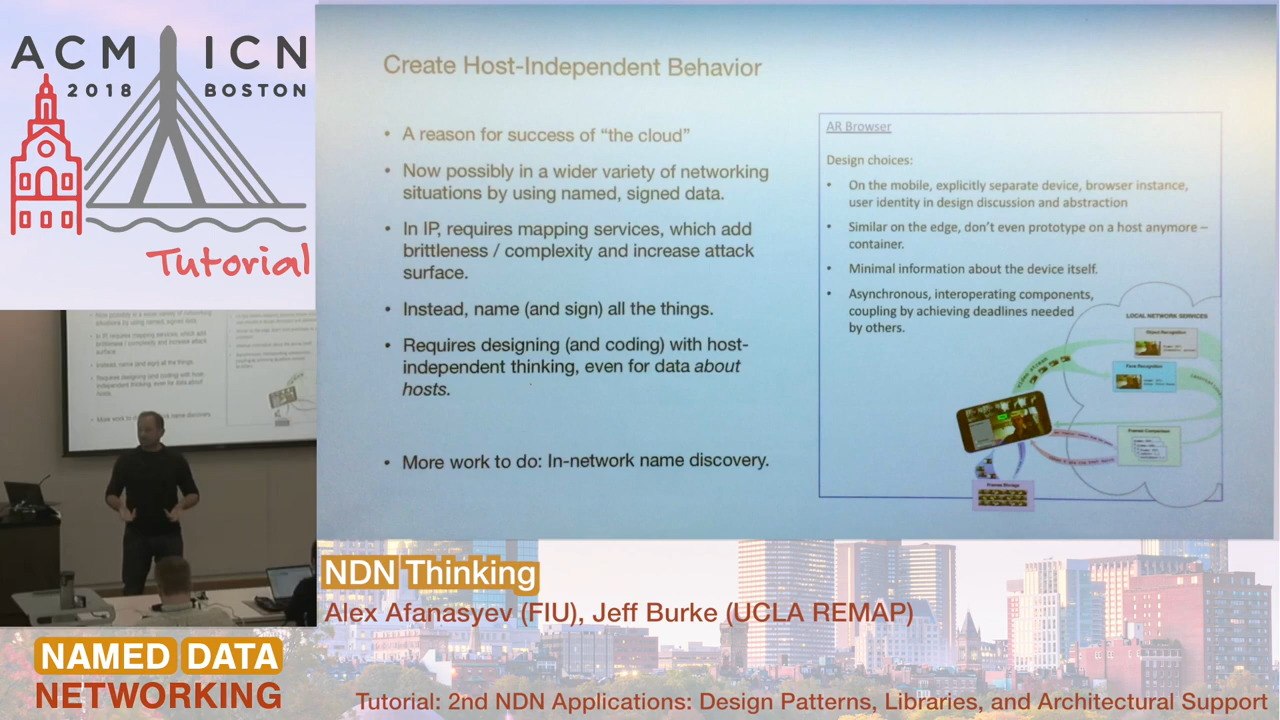 ACM ICN
2018 BOSTON
Tutorial
Create Host-Independent Behavior
• A reason for success of “the cloud”
• Now possibly in a wider variety of networking
situations by using named, signed data.
• In IP, requires mapping services, which add
brittleness / complexity and increase attack
surface.
• Instead, name (and sign) all the things.
• Requires designing (and coding) with host-
independent thinking, even for data about
hosts.
• More work to do: In-network name discovery.
AR Browser
Design choices:
• On the mobile, explicitly separate device, browser instance,
user identity in design discussion and abstraction
• Similar on the edge, don’t even prototype on a host anymore –
container.
• Minimal information about the device itself.
• Asynchronous, interoperating components,
coupling by achieving deadlines needed
by others.
LOCAL NETWORK SERVICES
Object Recognition
Face Recognition
Frames Comparison
Frames Storage
NDN Thinking
Alex Afanasyev (FIU), Jeff Burke (UCLA REMAP)
NAMED DATA
NETWORKING
Tutorial: 2nd NDN Applications: Design Patterns, Libraries, and Architectural Support